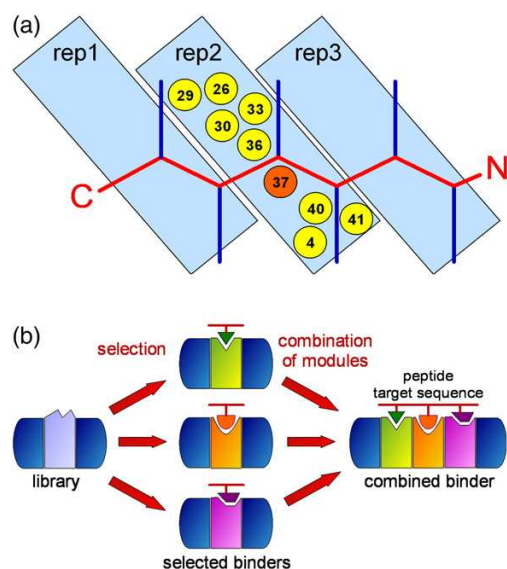 (a)
rep1
rep2
rep3
29
26
33
30
36
37
40
41
4
C
N
(b)
selection
combination
of modules
peptide
target sequence
library
selected binders
combined binder